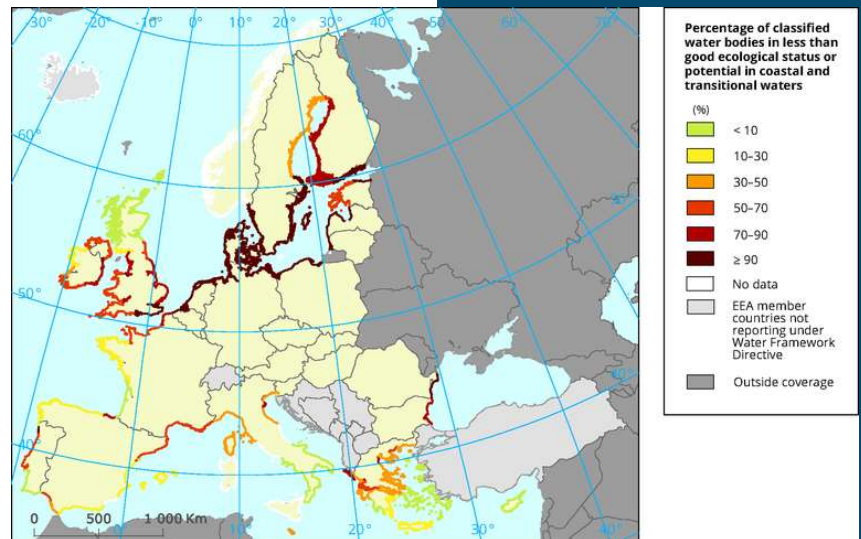 -30°
-20°
-10°
0°
10°
20°
30°
40°
50°
60°
70°
60°
50°
50°
40°
40°
0 500 1 000 Km
10°
20°
30°
40°
Percentage of classified
water bodies in less than
good ecological status or
potential in coastal and
transitional waters
(%)
< 10
10–30
30–50
50–70
70–90
≥ 90
No data
EEA member
countries not
reporting under
Water Framework
Directive
Outside coverage